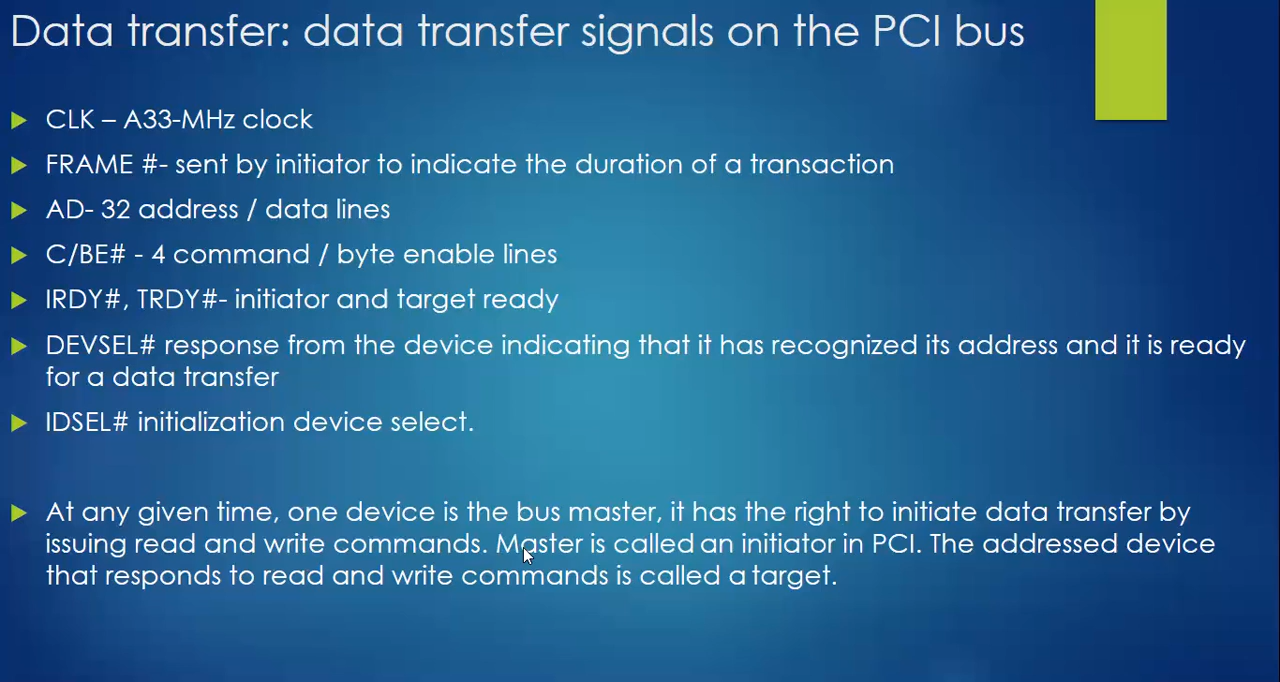 Data transfer: data transfer signals on the PCI bus
CLK – A33-MHz clock
FRAME #- sent by initiator to indicate the duration of a transaction
AD- 32 address / data lines
C/BE# - 4 command / byte enable lines
IRDY#, TRDY#- initiator and target ready
DEVSEL# response from the device indicating that it has recognized its address and it is ready
for a data transfer
IDSEL# initialization device select.
At any given time, one device is the bus master, it has the right to initiate data transfer by
issuing read and write commands. Master is called an initiator in PCI. The addressed device
that responds to read and write commands is called a target.